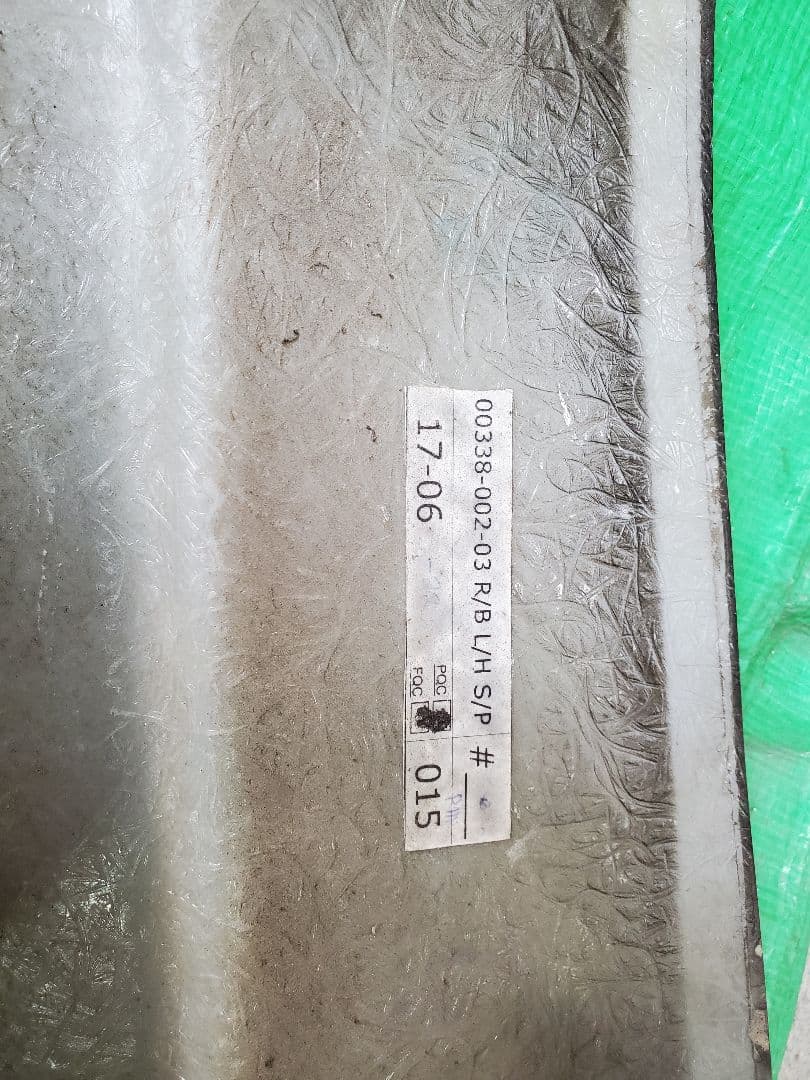 00338-002-03 R/B L/H S/P #
17-06
PQC
FQC
015